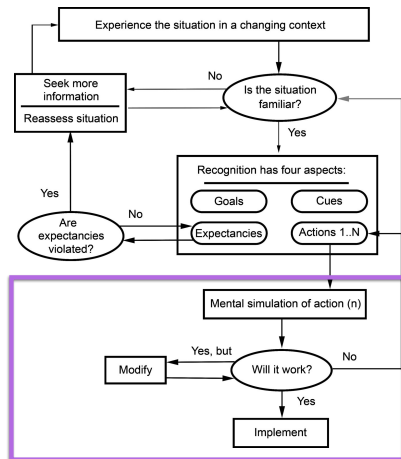 Experience the situation in a changing context
No
Seek more
information
Reassess situation
Is the situation
familiar?
Yes
Recognition has four aspects:
Goals
Cues
Yes
No
Are
expectancies
violated?
Expectancies
Actions 1..N
Mental simulation of action (n)
Yes, but
No
Modify
Will it work?
Yes
Implement